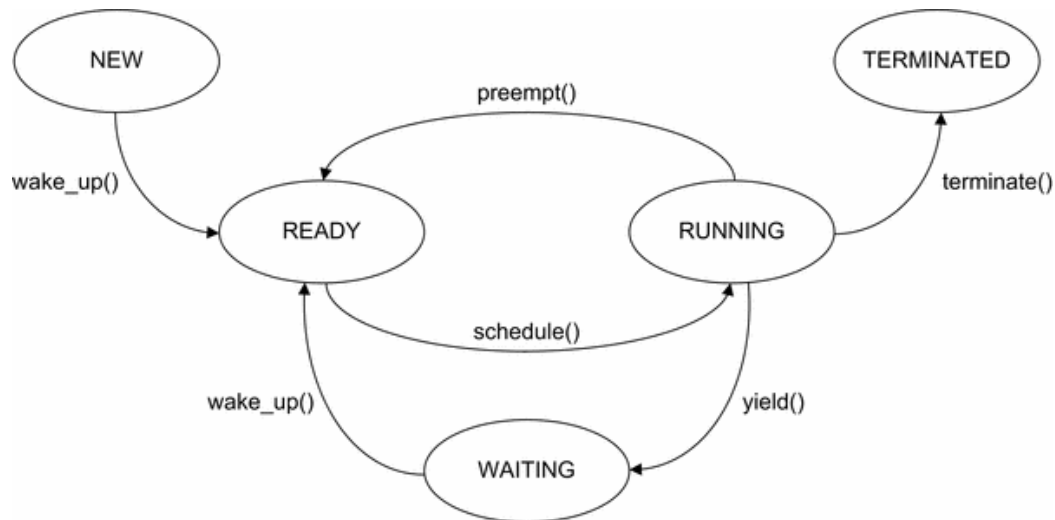 NEW
TERMINATED
preempt()
wake_up()
terminate()
READY
RUNNING
schedule()
wake_up()
yield()
WAITING